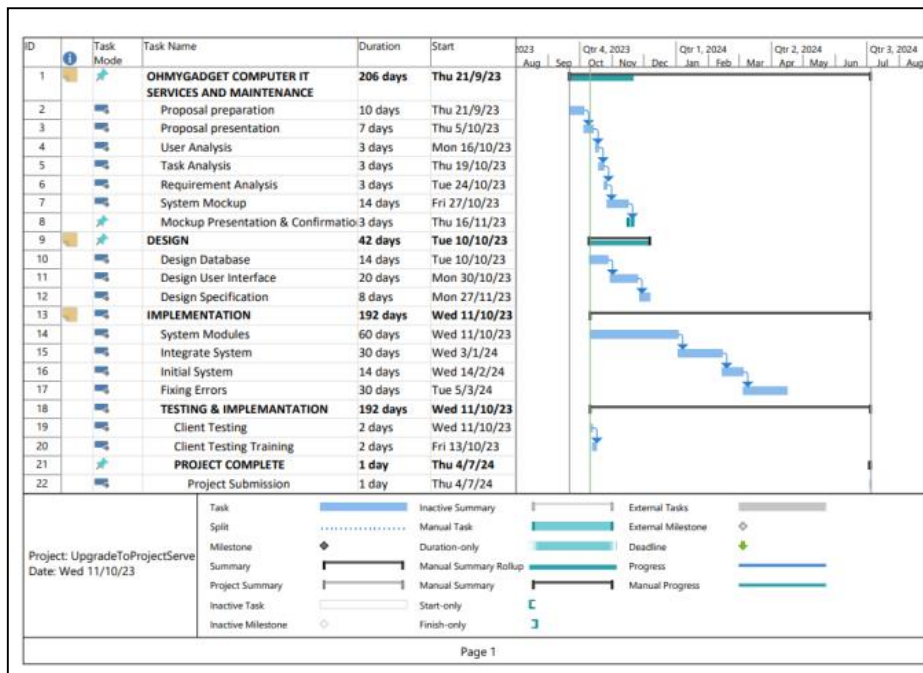 ID Task Mode Task Name Duration Start 2023 Qtr 4, 2023 Qtr 1, 2024 Qtr 2, 2024 Qtr 3, 2024
Aug Sep Oct Nov Dec Jan Feb Mar Apr May Jun Jul Aug
1 OHMYGADGET COMPUTER IT SERVICES AND MAINTENANCE 206 days Thu 21/9/23
2 Proposal preparation 10 days Thu 21/9/23
3 Proposal presentation 7 days Thu 5/10/23
4 User Analysis 3 days Mon 16/10/23
5 Task Analysis 3 days Thu 19/10/23
6 Requirement Analysis 3 days Tue 24/10/23
7 System Mockup 14 days Fri 27/10/23
8 Mockup Presentation & Confirmatio 3 days Thu 16/11/23
9 DESIGN 42 days Tue 10/10/23
10 Design Database 14 days Tue 10/10/23
11 Design User Interface 20 days Mon 30/10/23
12 Design Specification 8 days Mon 27/11/23
13 IMPLEMENTATION 192 days Wed 11/10/23
14 System Modules 60 days Wed 11/10/23
15 Integrate System 30 days Wed 3/1/24
16 Initial System 14 days Wed 14/2/24
17 Fixing Errors 30 days Tue 5/3/24
18 TESTING & IMPLEMANTATION 192 days Wed 11/10/23
19 Client Testing 2 days Wed 11/10/23
20 Client Testing Training 2 days Fri 13/10/23
21 PROJECT COMPLETE 1 day Thu 4/7/24
22 Project Submission 1 day Thu 4/7/24
Project: UpgradeToProjectServe
Date: Wed 11/10/23
Task Inactive Summary External Tasks
Split Manual Task External Milestone
Milestone Duration-only Deadline
Summary Manual Summary Rollup Progress
Project Summary Manual Summary Manual Progress
Inactive Task Start-only
Inactive Milestone Finish-only
Page 1